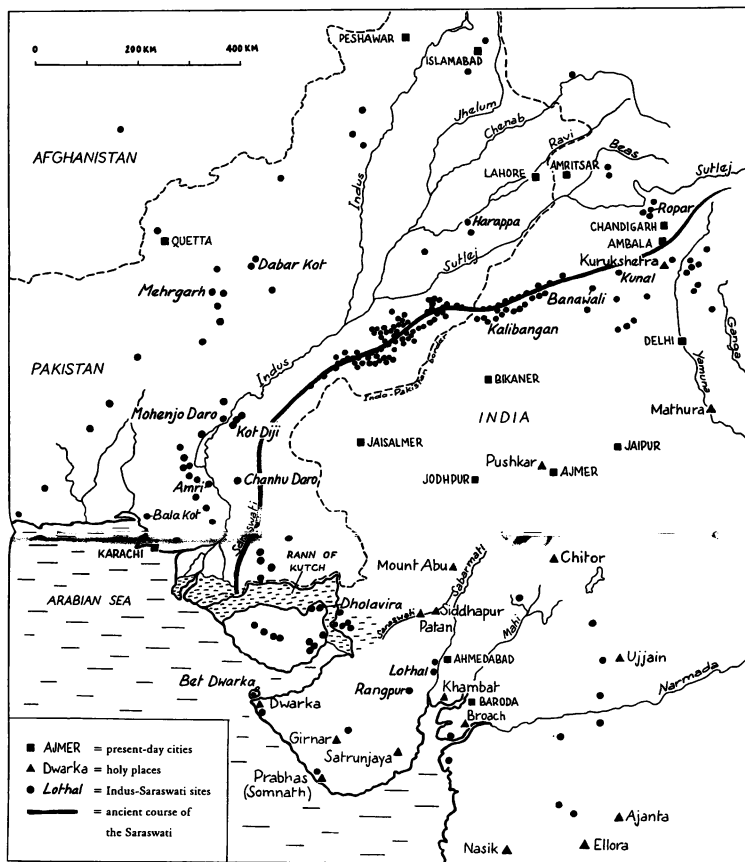 0
200 KM
400 KM
PESHAWAR
ISLAMABAD
Jhelum
Chenab
Ravi
Beas
AFGHANISTAN
Indus
LAHORE
AMRITSAR
Sutlej
Harappa
Ropar
CHANDIGARH
AMBALA
QUETTA
Sutlej
Dabar Kot
Kurukshetra
Kunal
Mehrgarh
Banawali
Kalibangan
Ganga
DELHI
Indus
Indo-Pakistan border
Yamuna
PAKISTAN
BIKANER
Mathura
Mohenjo Daro
INDIA
Kot Diji
JAISALMER
JAIPUR
Pushkar
AJMER
Amri
Chanhu Daro
JODHPUR
Bala Kot
Saraswati
KARACHI
RANN OF
KUTCH
Mount Abu
Sabarmati
Chitor
ARABIAN SEA
Dholavira
Saraswati
Siddhapur
Patan
Mahi
Lothal
AHMEDABAD
Ujjain
Bet Dwarka
Rangpur
Khambat
Narmada
Dwarka
BARODA
Broach
Girnar
Satrunjaya
Prabhas
(Somnath)
Ajanta
Nasik
Ellora
AJMER = present-day cities
Dwarka = holy places
Lothal = Indus-Saraswati sites
= ancient course of
the Saraswati